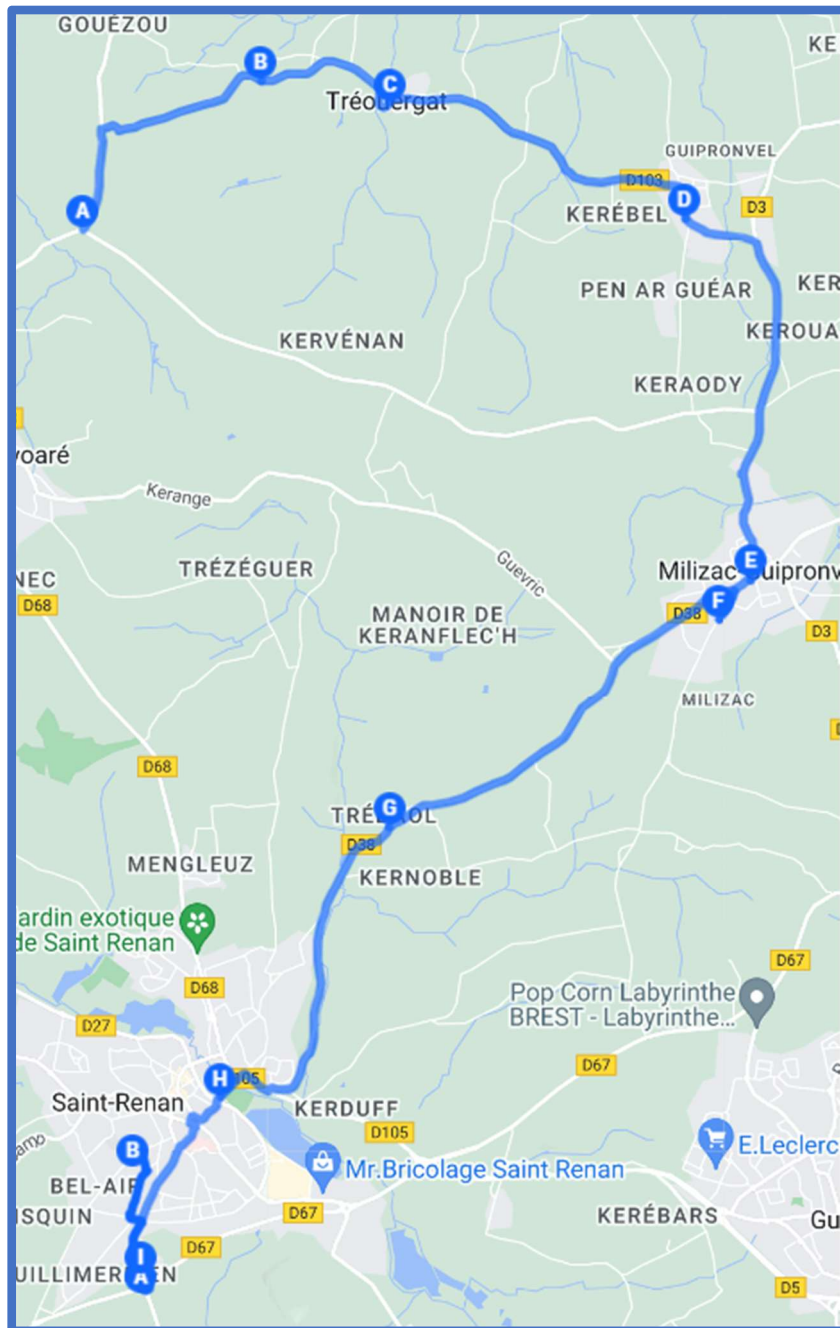 GOUÉZOU
KE
B
C
Tréouergat
GUIPRONVEL
D103
A
D
KERÉBEL
D3
PEN AR GUÉAR
KER
KERVÉNAN
KEROUA
KERAODY
voaré
Kerange
E
NEC
TRÉZÉGUER
Guevric
Milizac-Guipronv
D68
F
MANOIR DE
KERANFLEC'H
D38
D3
MILIZAC
D68
G
D38
MENGLEUZ
KERNOBLE
ardin exotique
de Saint Renan
D67
D68
Pop Corn Labyrinthe
BREST - Labyrinthe...
D27
H
D67
Saint-Renan
KERDUFF
D105
B
E.Leclerc
Mr.Bricolage Saint Renan
BEL-AIR
D67
KERÉBARS
ISQUIN
Gu
D67
I
A
D5